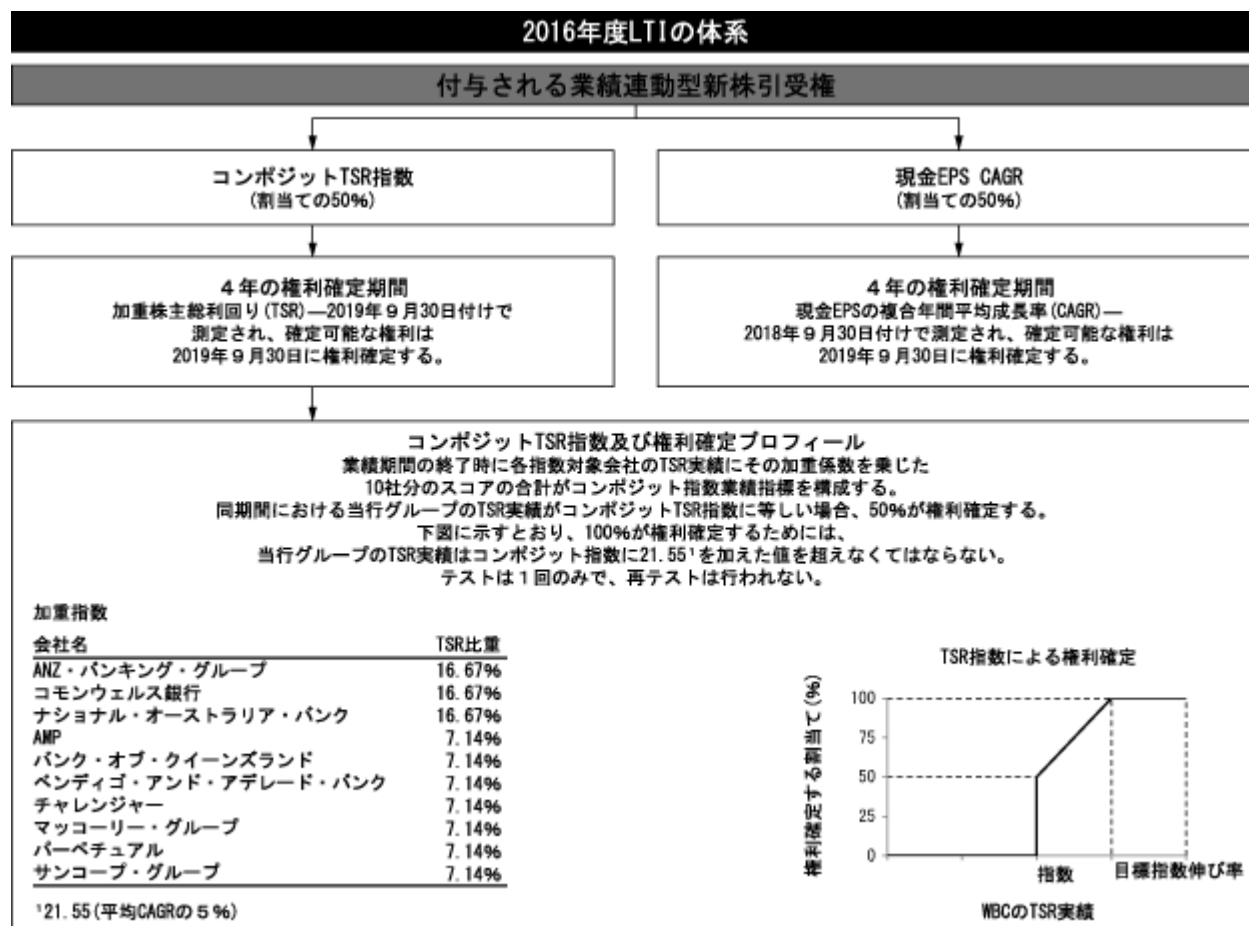 2016年度LTIの体系
付与される業績連動型新株引受権
コンポジットTSR指数
(割当ての50%)
現金EPS CAGR
(割当ての50%)
4年の権利確定期間
加重株主総利回り(TSR)―2019年9月30日付けで
測定され、確定可能な権利は
2019年9月30日に権利確定する。
4年の権利確定期間
現金EPSの複合年間平均成長率(CAGR)―
2018年9月30日付けで測定され、確定可能な権利は
2019年9月30日に権利確定する。
コンポジットTSR指数及び権利確定プロフィール
業績期間の終了時に各指数対象会社のTSR実績にその加重係数を乗じた
10社分のスコアの合計がコンポジット指数業績指標を構成する。
同期間における当行グループのTSR実績がコンポジットTSR指数に等しい場合、50%が権利確定する。
下図に示すとおり、100%が権利確定するためには、
当行グループのTSR実績はコンポジット指数に21.55¹を加えた値を超えなくてはならない。
テストは1回のみで、再テストは行われない。
加重指数
会社名 TSR比重
ANZ・バンキング・グループ 16.67%
コモンウェルス銀行 16.67%
ナショナル・オーストラリア・バンク 16.67%
AMP 7.14%
バンク・オブ・クイーンズランド 7.14%
ベンディゴ・アンド・アデレード・バンク 7.14%
チャレンジャー 7.14%
マッコーリー・グループ 7.14%
パーペチュアル 7.14%
サンコープ・グループ 7.14%
¹21.55(平均CAGRの5%)
TSR指数による権利確定
権利確定する割当て(%)
100
75
50
25
0
指数 目標指数伸び率
WBCのTSR実績